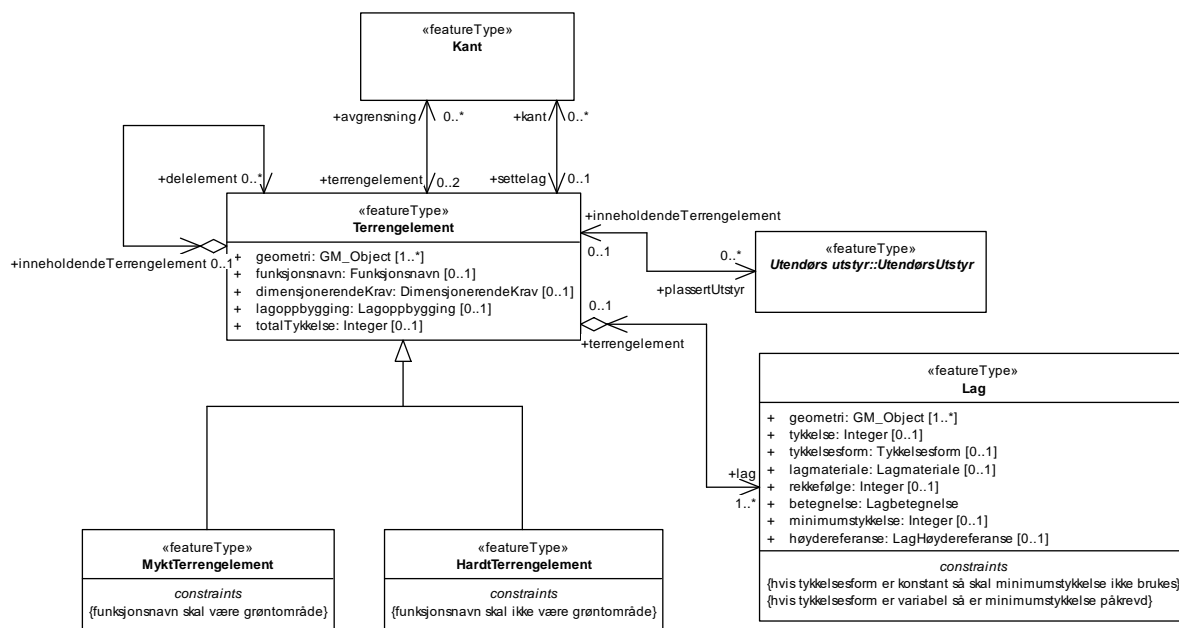 «featureType»
Kant
+avgrensning
0..*
+kant
0..*
+delelement 0..*
+terrengelement
0..2
+settelag
0..1
«featureType»
Terrengelement
+ geometri: GM_Object [1..*]
+ funksjonsnavn: Funksjonsnavn [0..1]
+ dimensjonerendeKrav: DimensjonerendeKrav [0..1]
+ lagoppbygging: Lagoppbygging [0..1]
+ totalTykkelse: Integer [0..1]
+inneholdendeTerrengelement 0..1
+inneholdendeTerrengelement
0..1
0..*
+plassertUtstyr
«featureType»
Utendørs utstyr::UtendørsUtstyr
0..1
+terrengelement
+lag
1..*
«featureType»
Lag
+ geometri: GM_Object [1..*]
+ tykkelse: Integer [0..1]
+ tykkelsesform: Tykkelsesform [0..1]
+ lagmateriale: Lagmateriale [0..1]
+ rekkefølge: Integer [0..1]
+ betegnelse: Lagbetegnelse
+ minimumstykkelse: Integer [0..1]
+ høydereferanse: LagHøydereferanse [0..1]
constraints
{hvis tykkelsesform er konstant så skal minimumstykkelse ikke brukes}
{hvis tykkelsesform er variabel så er minimumstykkelse påkrevd}
«featureType»
MyktTerrengelement
constraints
{funksjonsnavn skal være grøntområde}
«featureType»
HardtTerrengelement
constraints
{funksjonsnavn skal ikke være grøntområde}